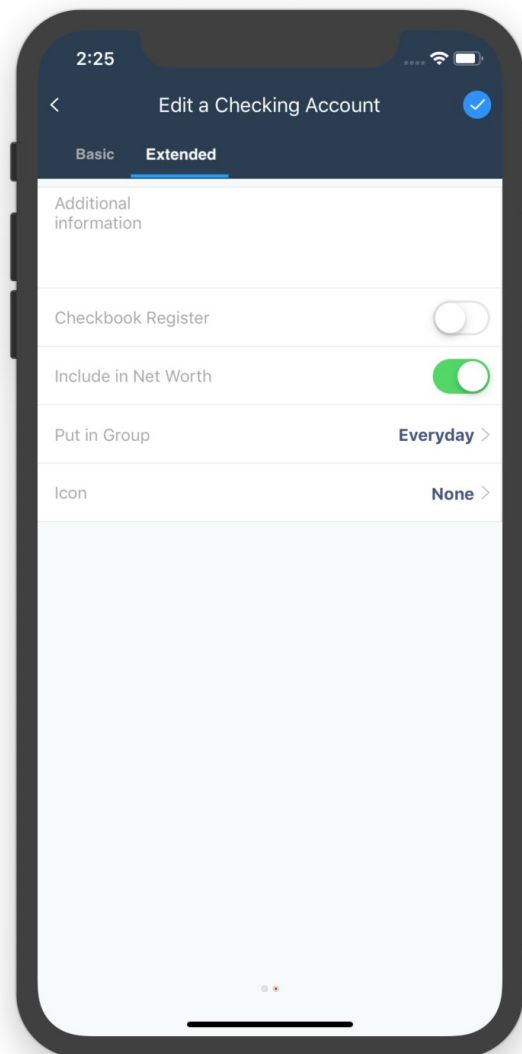 2:25
Edit a Checking Account
Basic Extended
Additional
information
Checkbook Register
Include in Net Worth
Put in Group Everyday
Icon None